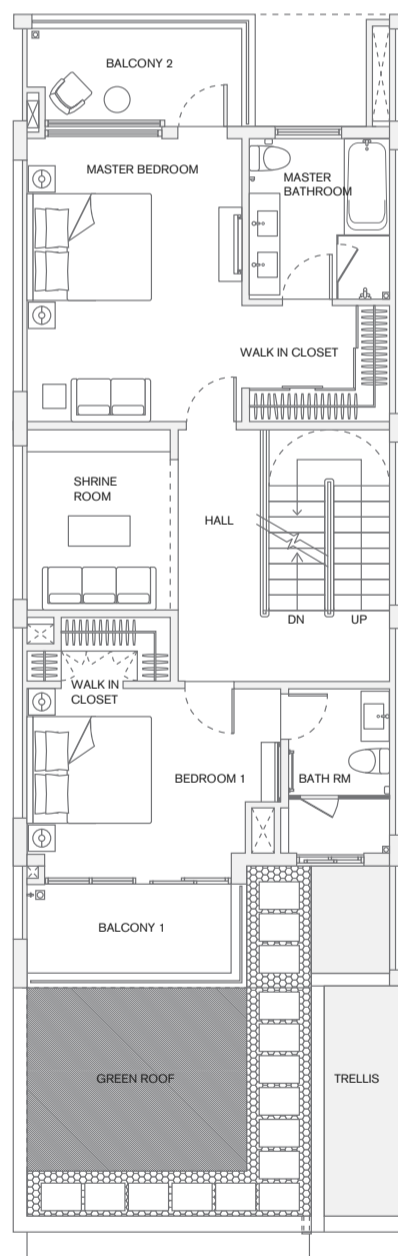 BALCONY 2
MASTER BEDROOM
MASTER
BATHROOM
WALK IN CLOSET
SHRINE
ROOM
HALL
DN
UP
WALK IN
CLOSET
BEDROOM 1
BATH RM
BALCONY 1
GREEN ROOF
TRELLIS